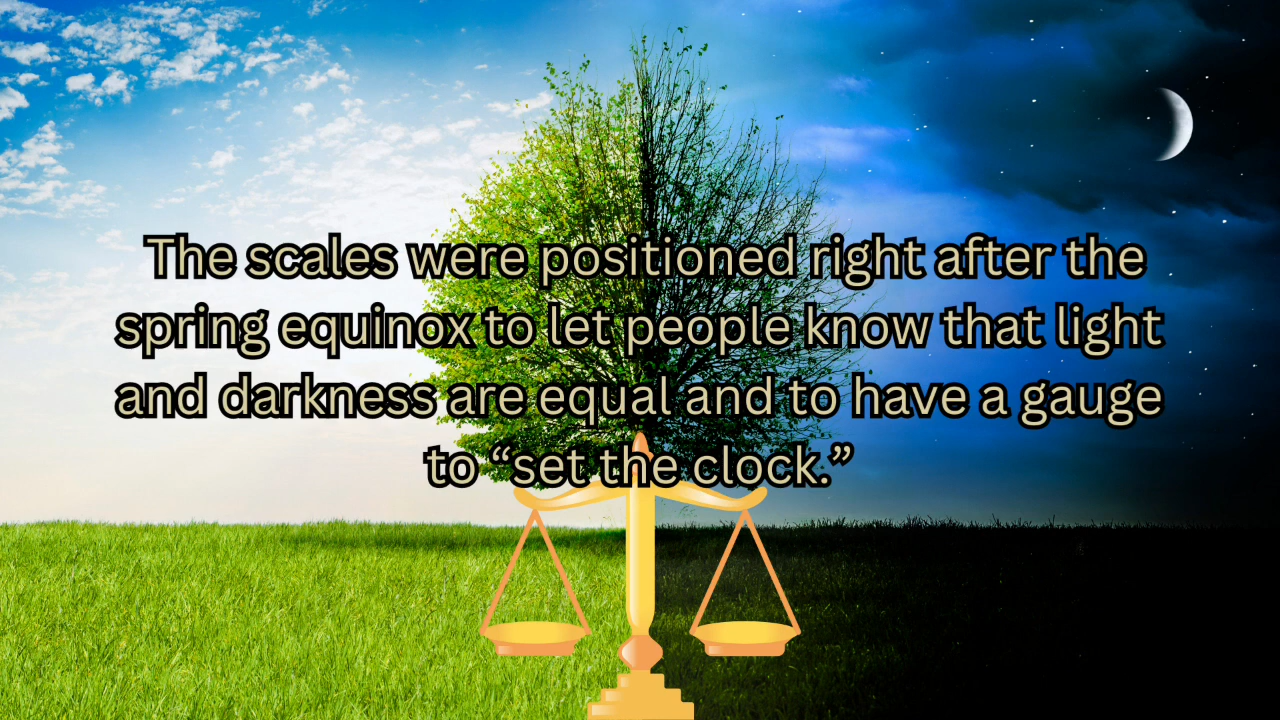 The scales were positioned right after the
spring equinox to let people know that light
and darkness are equal and to have a gauge
to “set the clock.”